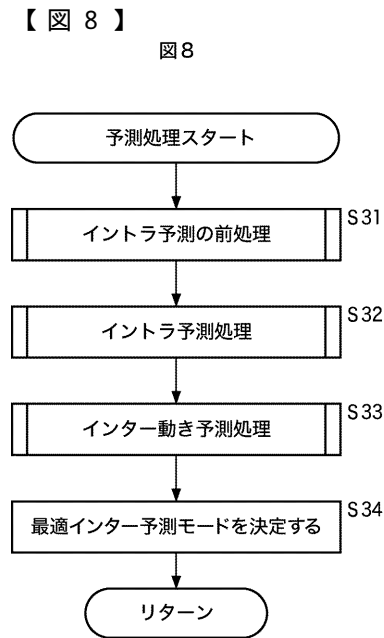 【図8】
図8
予測処理スタート
イントラ予測の前処理
S31
イントラ予測処理
S32
インター動き予測処理
S33
最適インター予測モードを決定する
S34
リターン